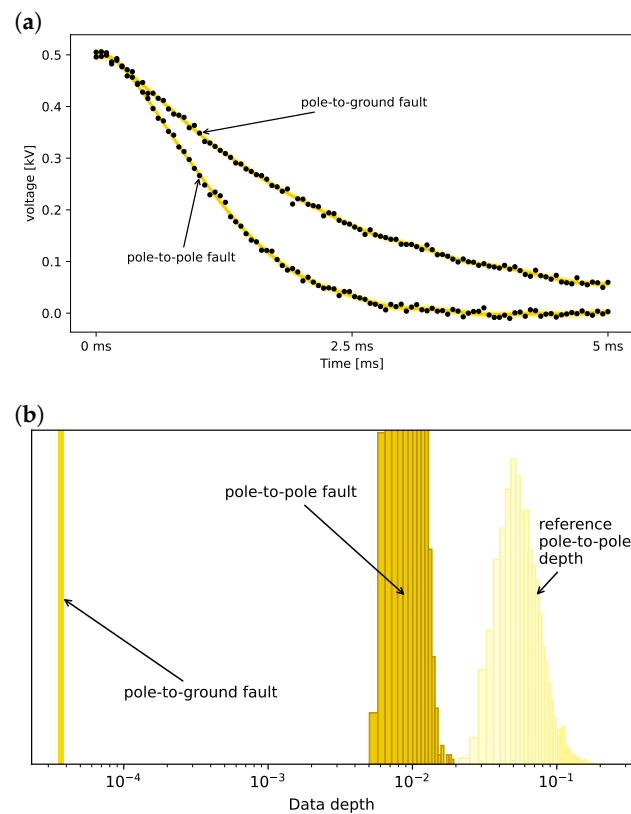 (a)
0.5
0.4
0.3
0.2
0.1
0.0
voltage [kV]
pole-to-ground fault
pole-to-pole fault
0 ms
2.5 ms
5 ms
Time [ms]
(b)
pole-to-pole fault
reference
pole-to-pole
depth
pole-to-ground fault
10⁻⁴
10⁻³
10⁻²
10⁻¹
Data depth